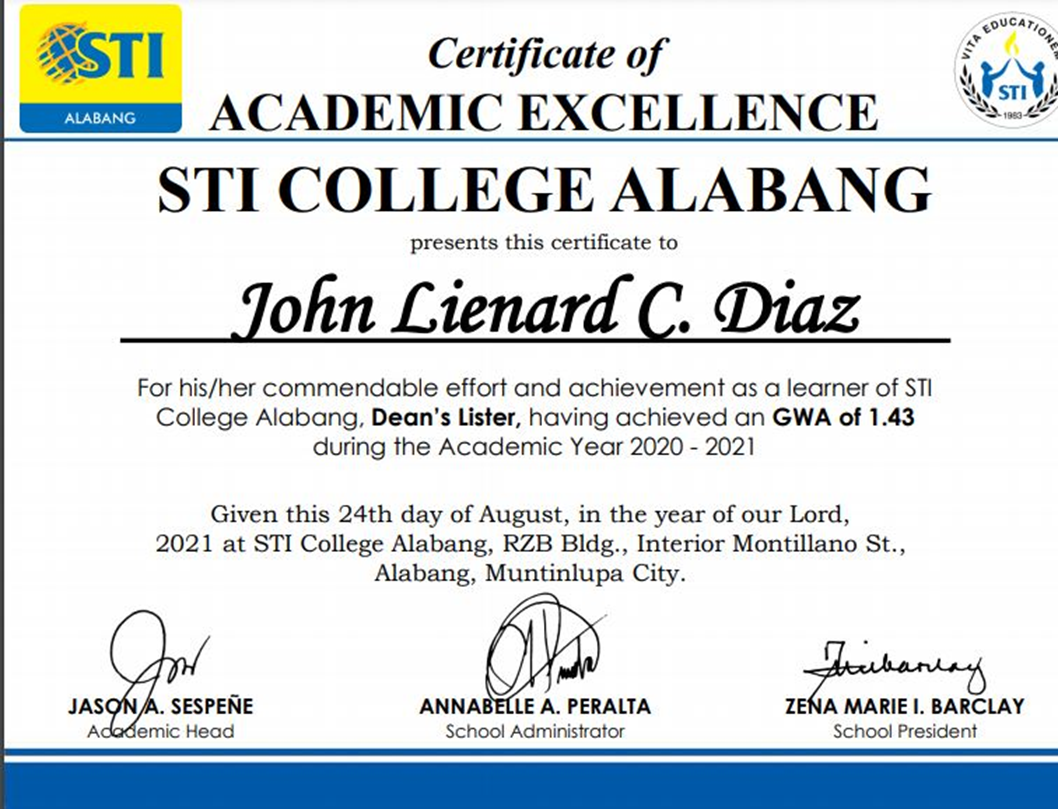 STI
ALABANG
Certificate of
ACADEMIC EXCELLENCE
VITA EDUCATIONEM
STI
1983
STI COLLEGE ALABANG
presents this certificate to
John Lienard C. Diaz
For his/her commendable effort and achievement as a learner of STI
College Alabang, Dean's Lister, having achieved an GWA of 1.43
during the Academic Year 2020 - 2021
Given this 24th day of August, in the year of our Lord,
2021 at STI College Alabang, RZB Bldg., Interior Montillano St.,
Alabang, Muntinlupa City.
JASON A. SESPEÑE
Academic Head
ANNABELLE A. PERALTA
School Administrator
ZENA MARIE I. BARCLAY
School President